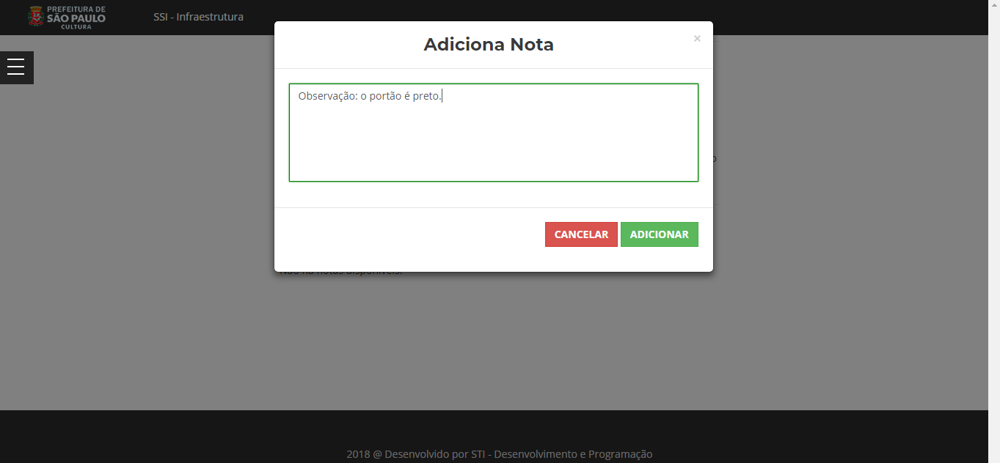 PREFEITURA DE
SÃO PAULO
CULTURA
SSI - Infraestrutura
Adiciona Nota
×
Observação: o portão é preto.
CANCELAR ADICIONAR
Não há notas disponíveis.
2018 @ Desenvolvido por STI - Desenvolvimento e Programação